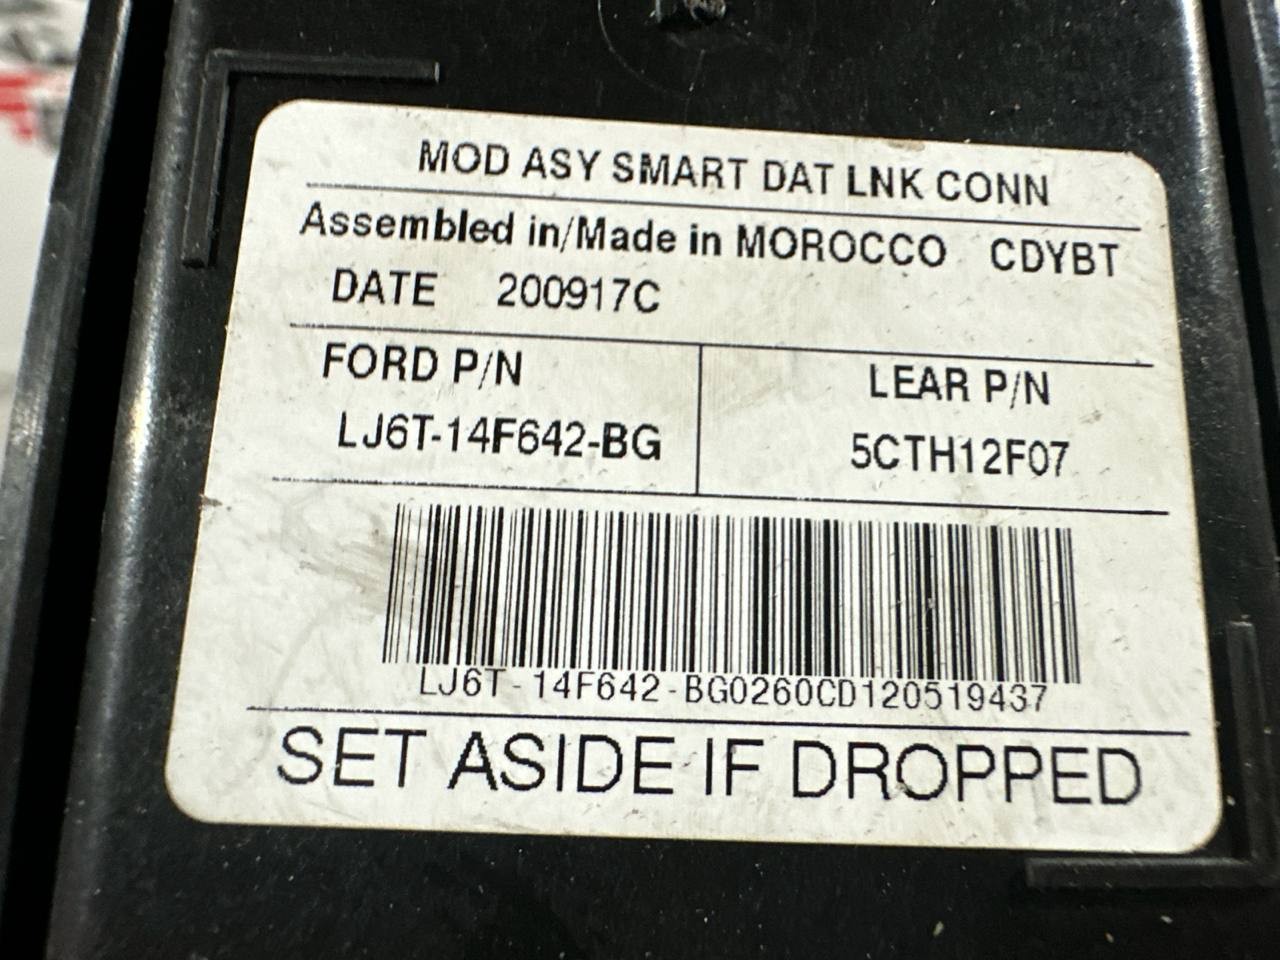 MOD ASY SMART DAT LNK CONN
Assembled in/Made in MOROCCO CDYBT
DATE 200917C
FORD P/N LEAR P/N
LJ6T-14F642-BG 5CTH12F07
LJ6T-14F642-BG0260CD120519437
SET ASIDE IF DROPPED